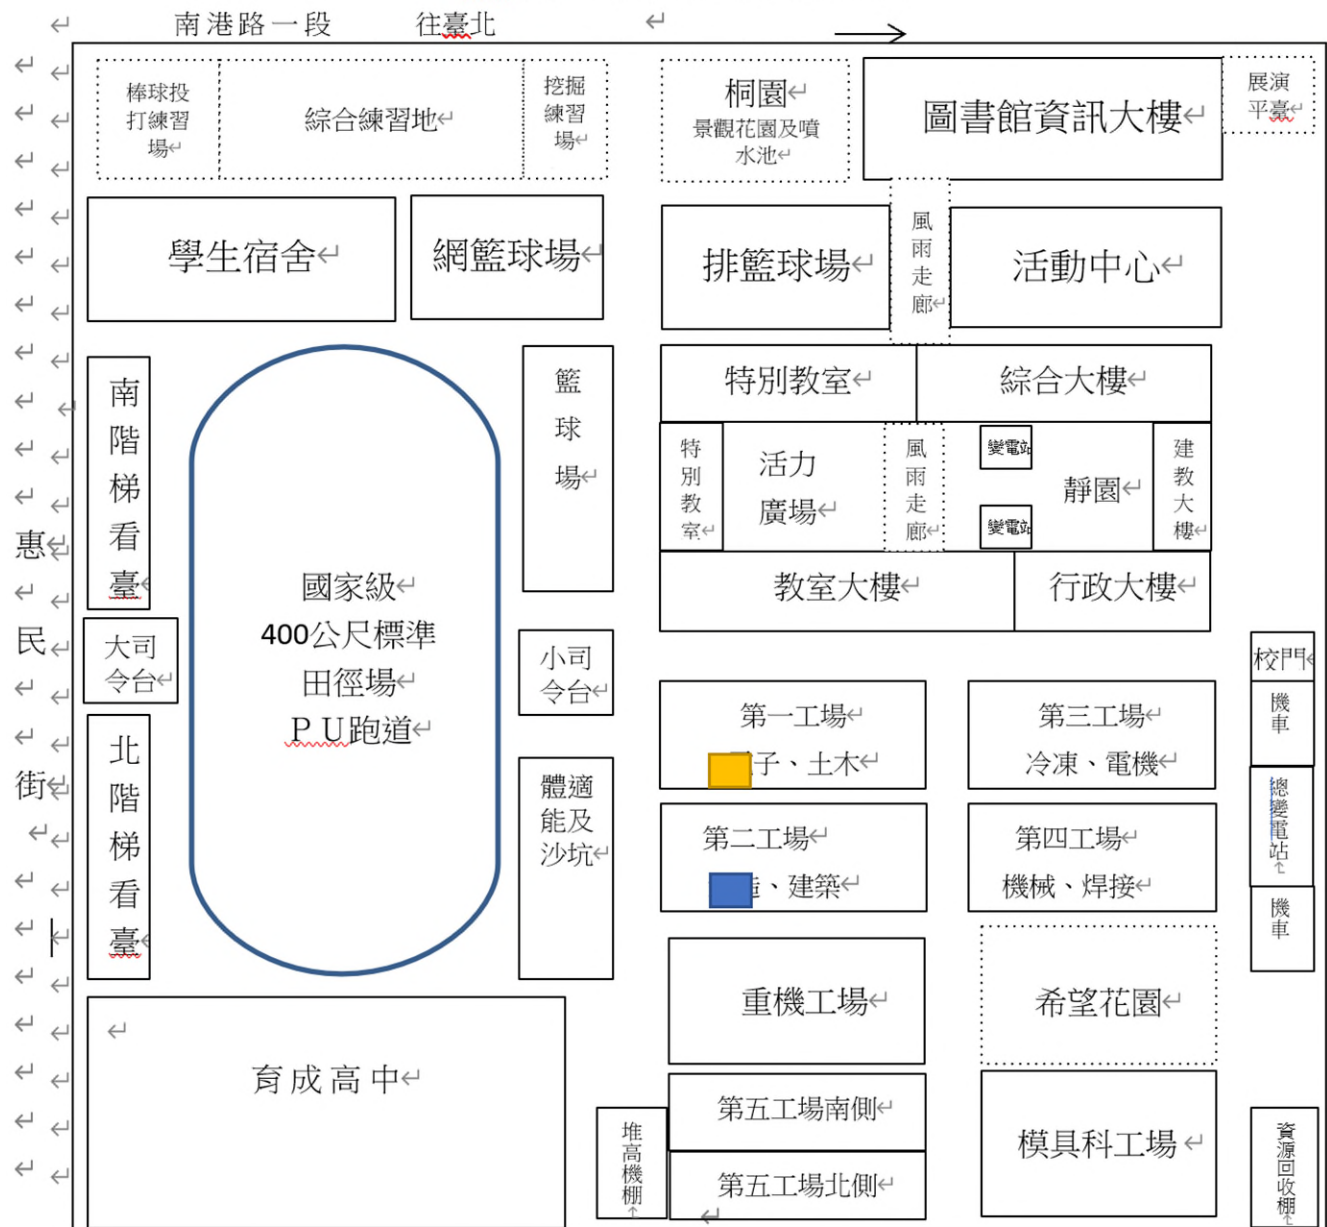 南港路一段 往臺北
棒球投
打練習
場
綜合練習地
挖掘
練習
場
桐園
景觀花園及噴
水池
圖書館資訊大樓
展演
平臺
學生宿舍
網籃球場
排籃球場
風雨走廊
活動中心
南階梯看臺
籃球場
特別教室
綜合大樓
特別教室
活力
廣場
風雨走廊
變電站
變電站
靜園
建教大樓
教室大樓
行政大樓
惠民街
國家級
400公尺標準
田徑場
ＰＵ跑道
大司
令台
小司
令台
北階梯看臺
體適
能及
沙坑
第一工場
子、土木
第三工場
冷凍、電機
第二工場
、建築
第四工場
機械、焊接
校門
機車
總變電站
機車
重機工場
希望花園
育成高中
第五工場南側
第五工場北側
堆高機棚
模具科工場
資源回收棚